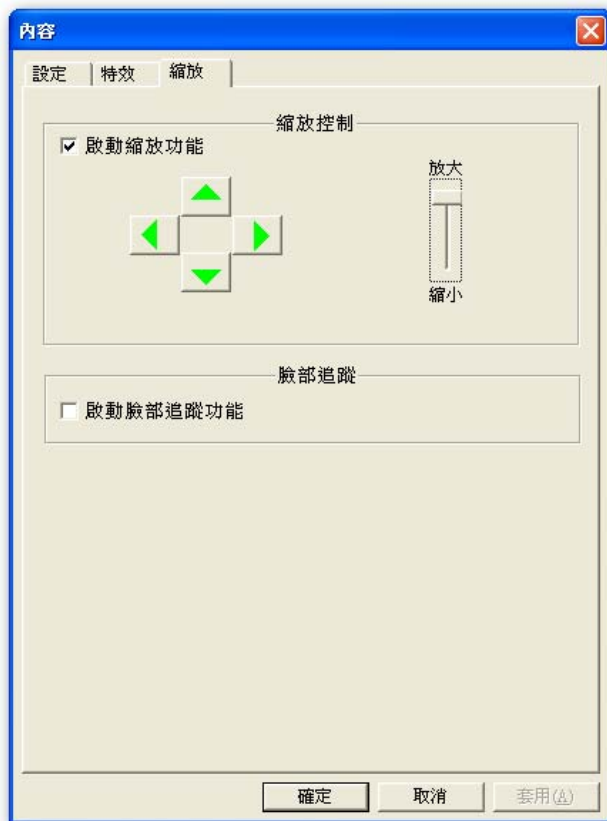 內容
設定 特效 縮放
縮放控制
啟動縮放功能
放大
縮小
臉部追蹤
啟動臉部追蹤功能
確定 取消 套用(A)